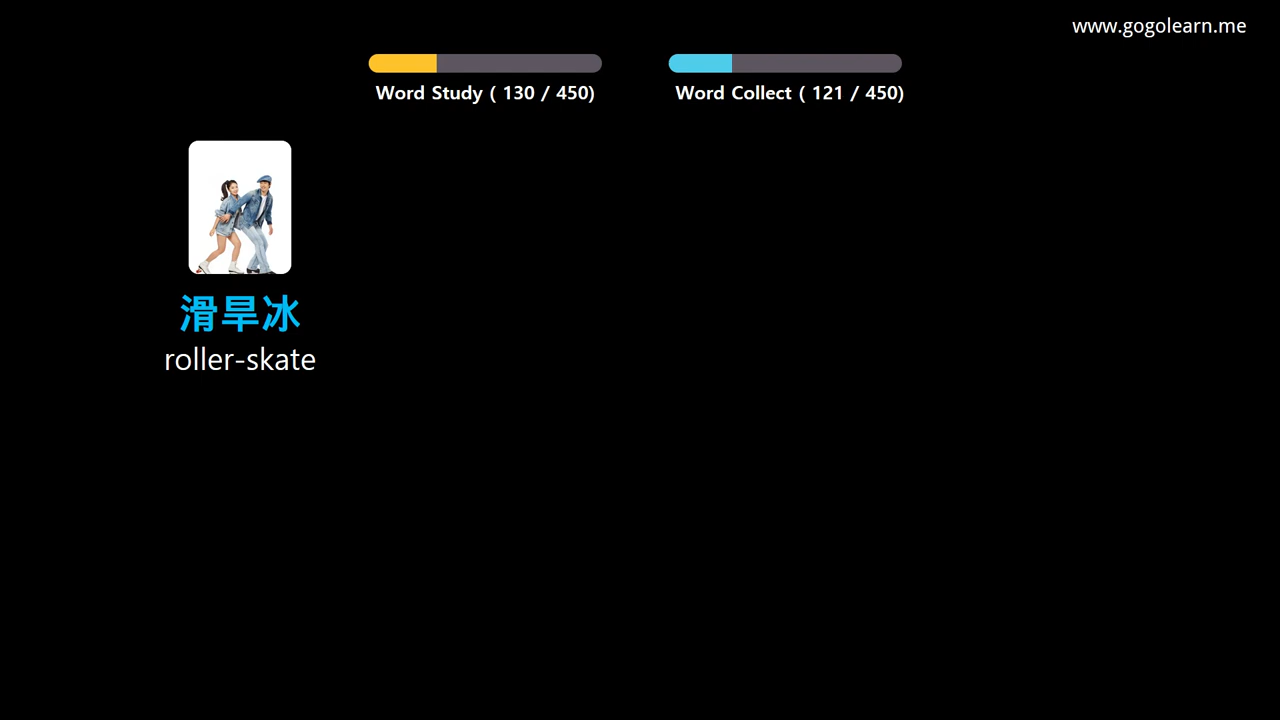 www.gogolearn.me
Word Study ( 130 / 450)
Word Collect ( 121 / 450)
滑旱冰
roller-skate